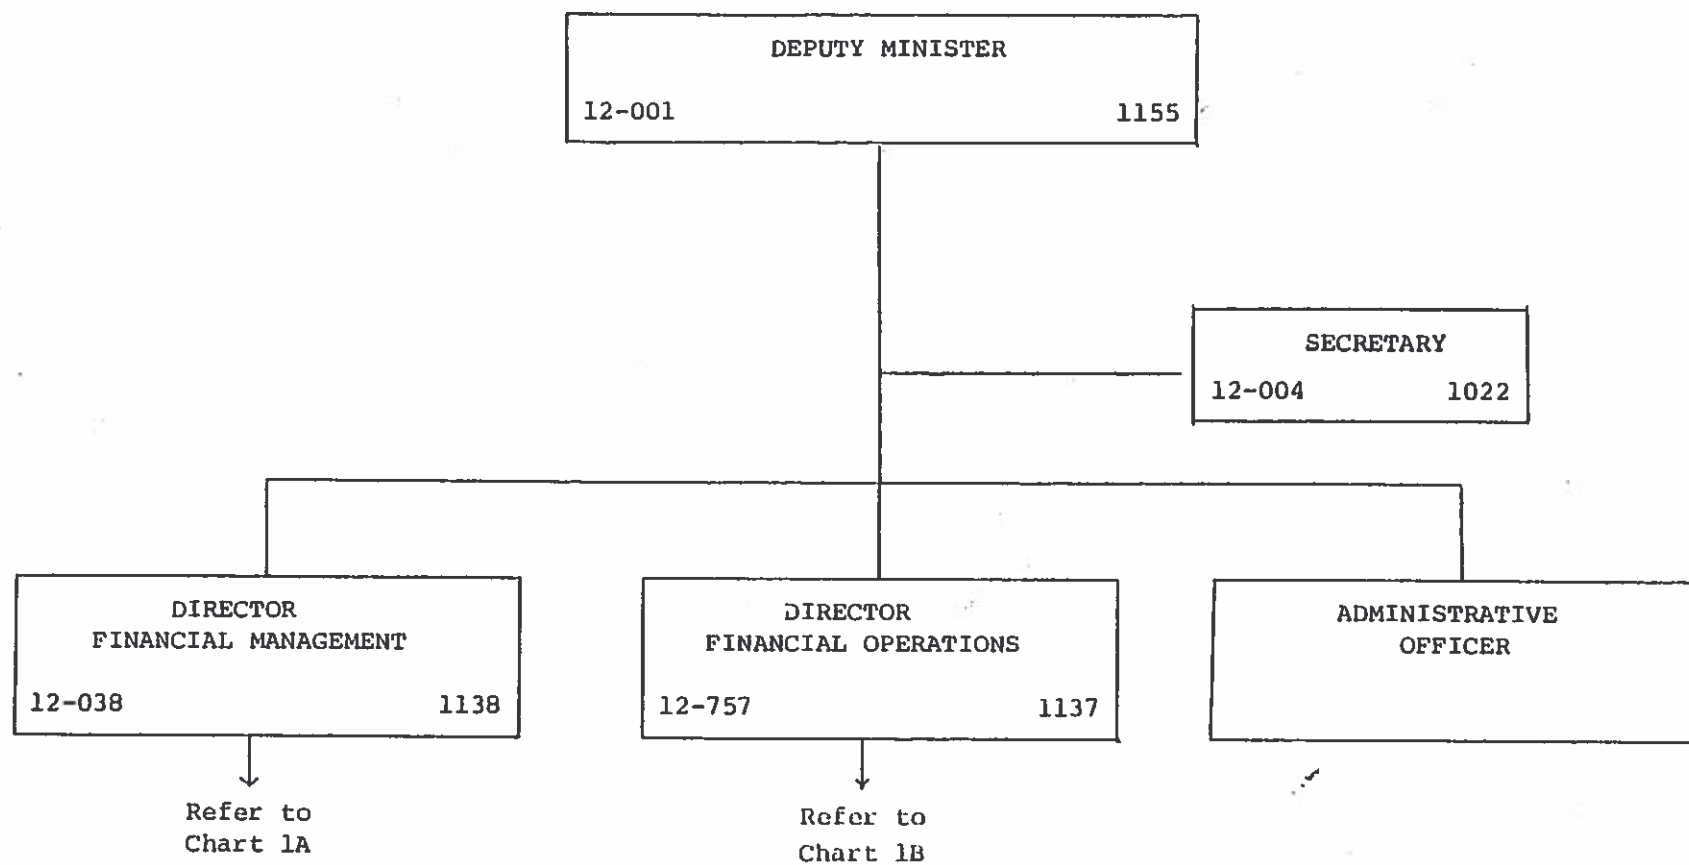 DEPUTY MINISTER
12-001 1155
SECRETARY
12-004 1022
DIRECTOR
FINANCIAL MANAGEMENT
12-038 1138
DIRECTOR
FINANCIAL OPERATIONS
12-757 1137
ADMINISTRATIVE
OFFICER
Refer to
Chart 1A
Refer to
Chart 1B